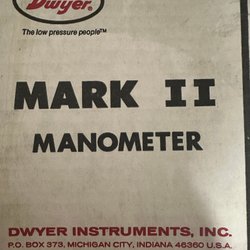 Dwyer
The low pressure people™
MARK II
MANOMETER
DWYER INSTRUMENTS, INC.
P.O. BOX 373, MICHIGAN CITY, INDIANA 46360 U.S.A.